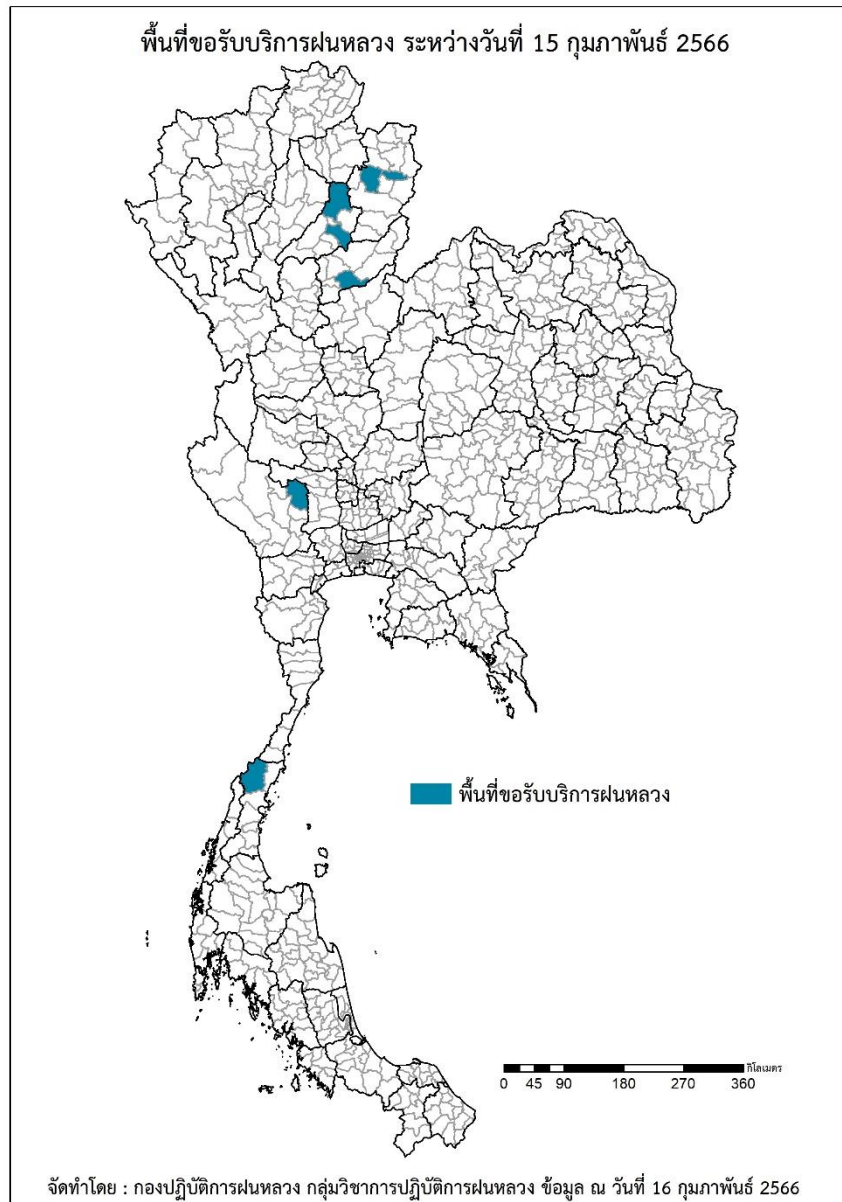 พื้นที่ขอรับบริการฝนหลวง ระหว่างวันที่ 15 กุมภาพันธ์ 2566
พื้นที่ขอรับบริการฝนหลวง
กิโลเมตร
0 45 90 180 270 360
จัดทำโดย : กองปฏิบัติการฝนหลวง กลุ่มวิชาการปฏิบัติการฝนหลวง ข้อมูล ณ วันที่ 16 กุมภาพันธ์ 2566